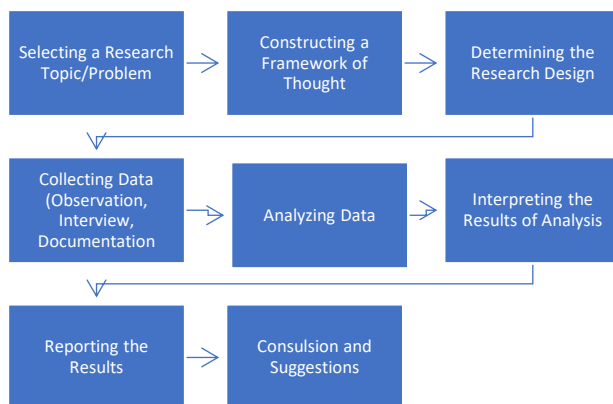 Selecting a Research
Topic/Problem
Constructing a
Framework of
Thought
Determining the
Research Design
Collecting Data
(Observation,
Interview,
Documentation
Analyzing Data
Interpreting the
Results of Analysis
Reporting the
Results
Consulsion and
Suggestions